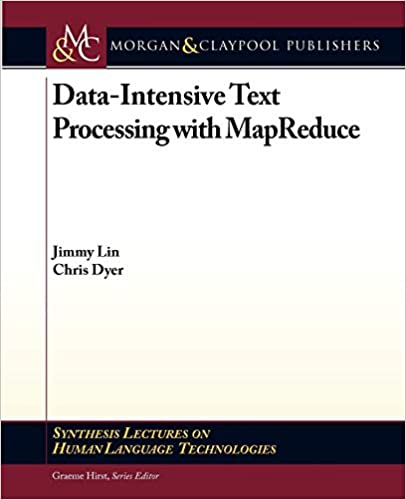 M
&C
MORGAN&CLAYPOOL PUBLISHERS
Data-Intensive Text
Processing with MapReduce
Jimmy Lin
Chris Dyer
SYNTHESIS LECTURES ON
HUMAN LANGUAGE TECHNOLOGIES
Graeme Hirst, Series Editor